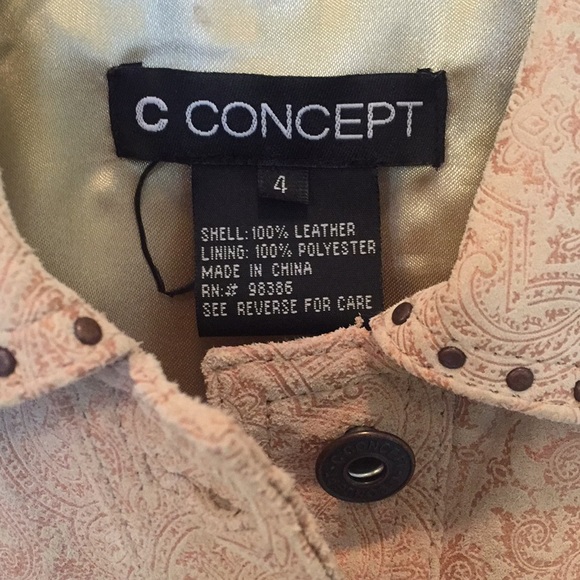 C CONCEPT
4
SHELL: 100% LEATHER
LINING: 100% POLYESTER
MADE IN CHINA
RN:# 98386
SEE REVERSE FOR CARE